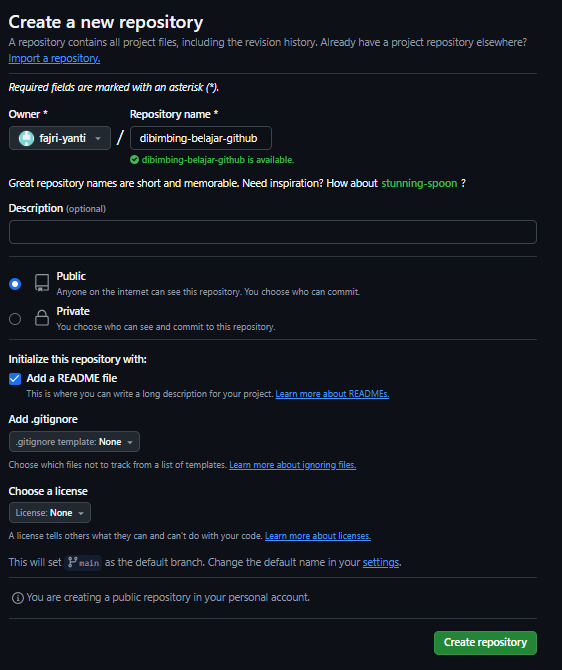 Create a new repository
A repository contains all project files, including the revision history. Already have a project repository elsewhere?
Import a repository.
Required fields are marked with an asterisk (*).
Owner * Repository name *
fajri-yanti / dibimbing-belajar-github
dibimbing-belajar-github is available.
Great repository names are short and memorable. Need inspiration? How about stunning-spoon ?
Description (optional)
Public
Anyone on the internet can see this repository. You choose who can commit.
Private
You choose who can see and commit to this repository.
Initialize this repository with:
Add a README file
This is where you can write a long description for your project. Learn more about READMEs.
Add .gitignore
.gitignore template: None
Choose which files not to track from a list of templates. Learn more about ignoring files.
Choose a license
License: None
A license tells others what they can and can't do with your code. Learn more about licenses.
This will set main as the default branch. Change the default name in your settings.
You are creating a public repository in your personal account.
Create repository